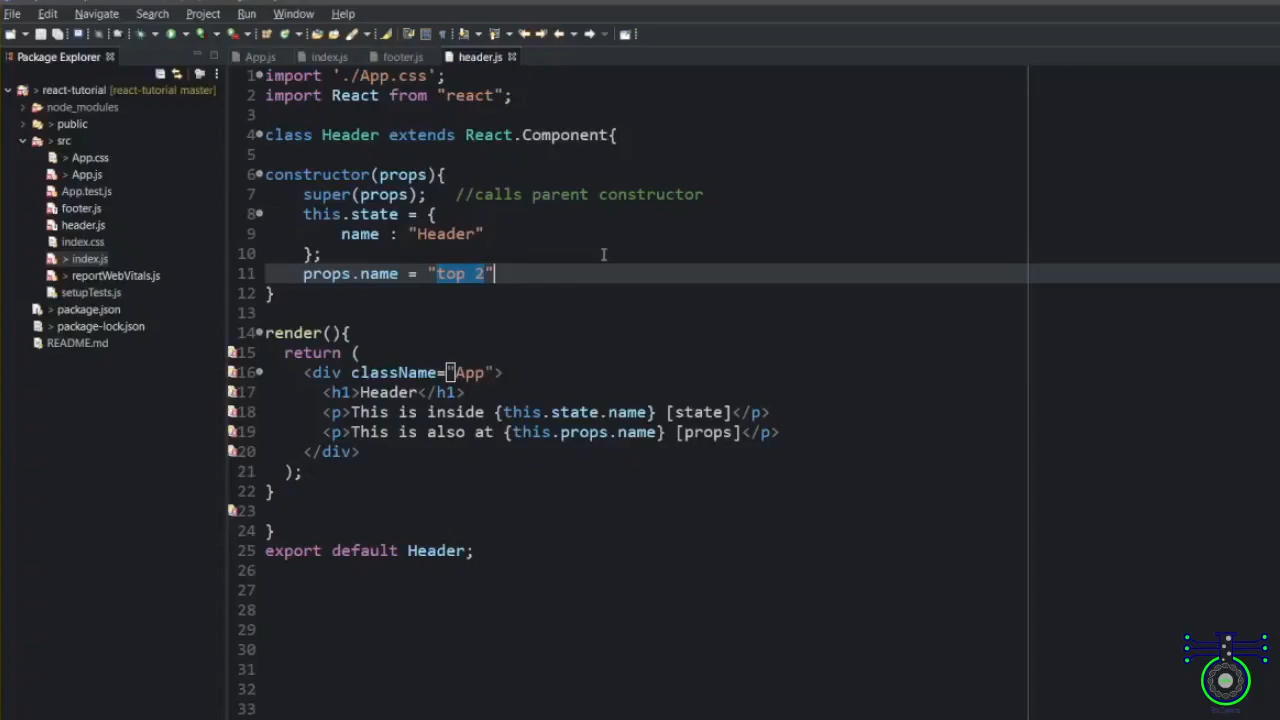 File Edit Navigate Search Project Run Window Help
Package Explorer
App.js index.js footer.js header.js
> react-tutorial [react-tutorial master]
node_modules
> public
> src
> App.css
> App.js
App.test.js
footer.js
header.js
index.css
> index.js
> reportWebVitals.js
setupTests.js
> package.json
> package-lock.json
README.md
1 import './App.css';
2 import React from "react";
3
4 class Header extends React.Component{
5
6 constructor(props){
7 super(props); //calls parent constructor
8 this.state = {
9 name : "Header"
10 };
11 props.name = "top 2"
12 }
13
14 render(){
15 return (
16 <div className="App">
17 <h1>Header</h1>
18 <p>This is inside {this.state.name} [state]</p>
19 <p>This is also at {this.props.name} [props]</p>
20 </div>
21 );
22 }
23
24 }
25 export default Header;
26
27
28
29
30
31
32
33